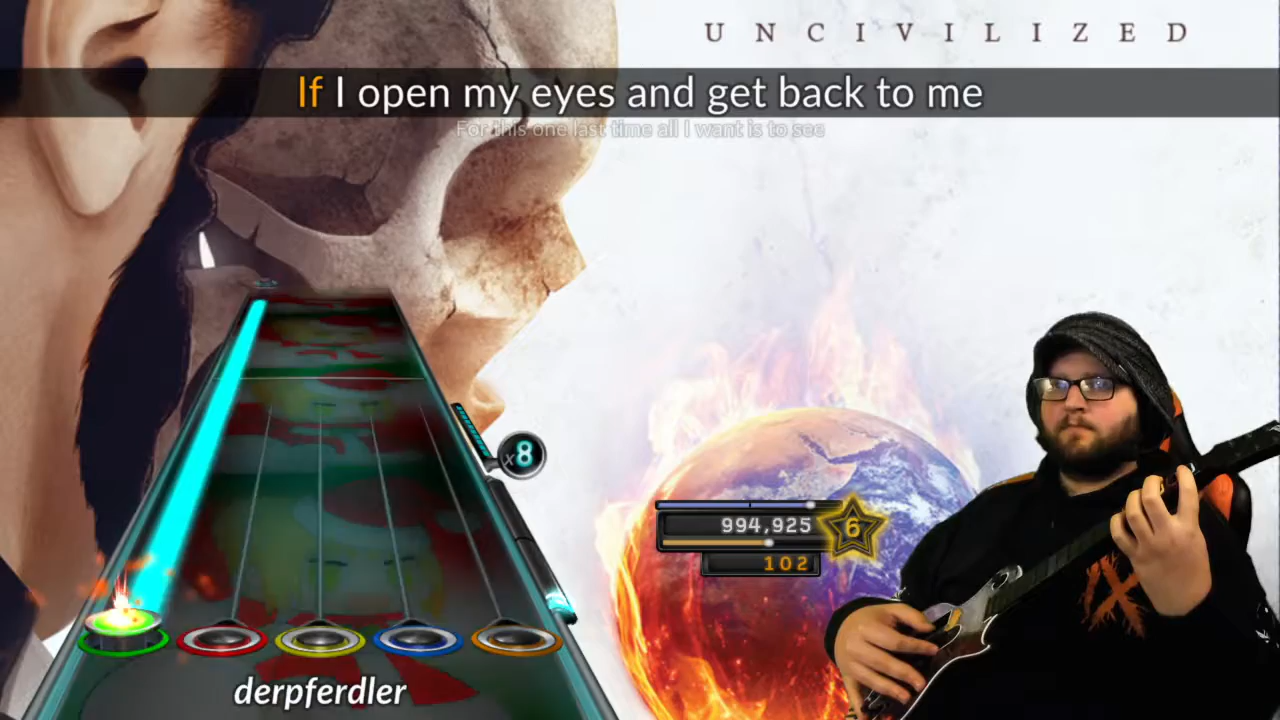 UNCIVILIZED
If I open my eyes and get back to me
For this one last time all I want is to see
x8
994,925
6
102
IX
derpferdler